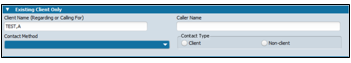 Existing Client Only
Client Name (Regarding or Calling For)
Caller Name
TEST,A
Contact Method
Contact Type
Client
Non-client